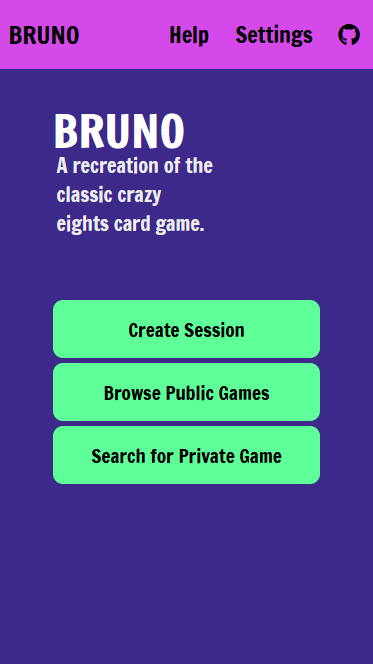 BRUNO
Help
Settings
BRUNO
A recreation of the
classic crazy
eights card game.
Create Session
Browse Public Games
Search for Private Game